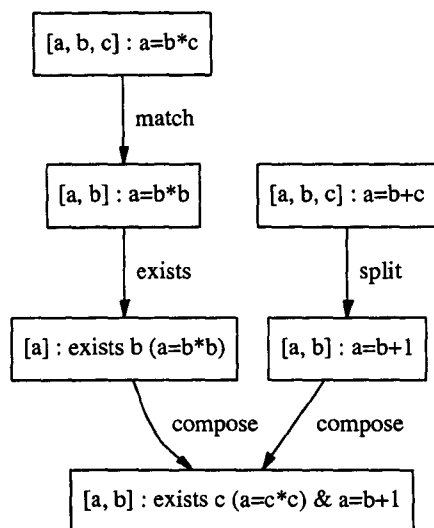 [a, b, c] : a=b*c
match
[a, b] : a=b*b
[a, b, c] : a=b+c
exists
split
[a] : exists b (a=b*b)
[a, b] : a=b+1
compose
compose
[a, b] : exists c (a=c*c) & a=b+1